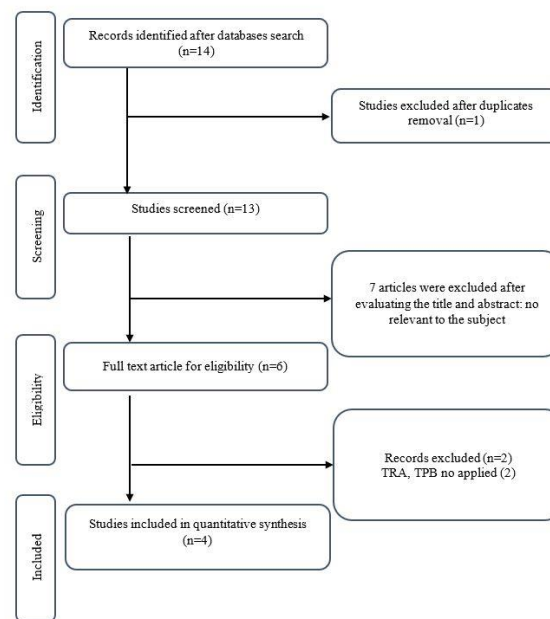 Identification
Records identified after databases search
(n=14)
Studies excluded after duplicates
removal (n=1)
Screening
Studies screened (n=13)
7 articles were excluded after
evaluating the title and abstract: no
relevant to the subject
Eligibility
Full text article for eligibility (n=6)
Records excluded (n=2)
TRA, TPB no applied (2)
Included
Studies included in quantitative synthesis
(n=4)